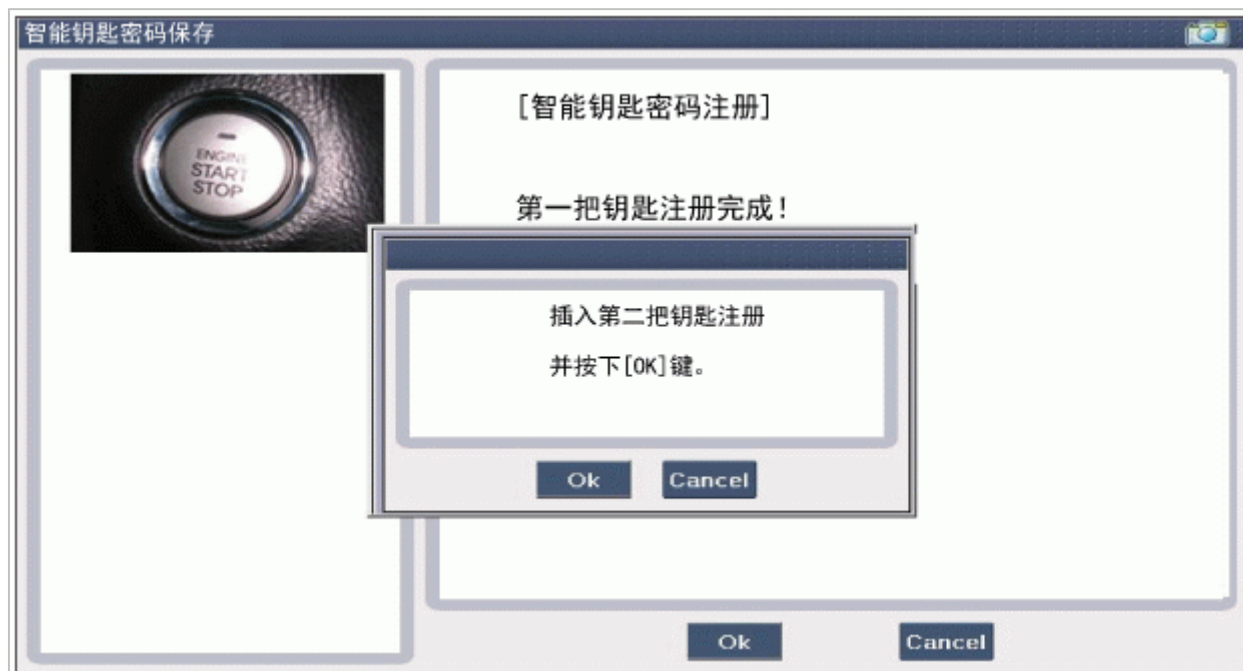 智能钥匙密码保存
ENGINE
START
STOP
[智能钥匙密码注册]
第一把钥匙注册完成!
插入第二把钥匙注册
并按下[OK]键。
Ok
Cancel
Ok
Cancel